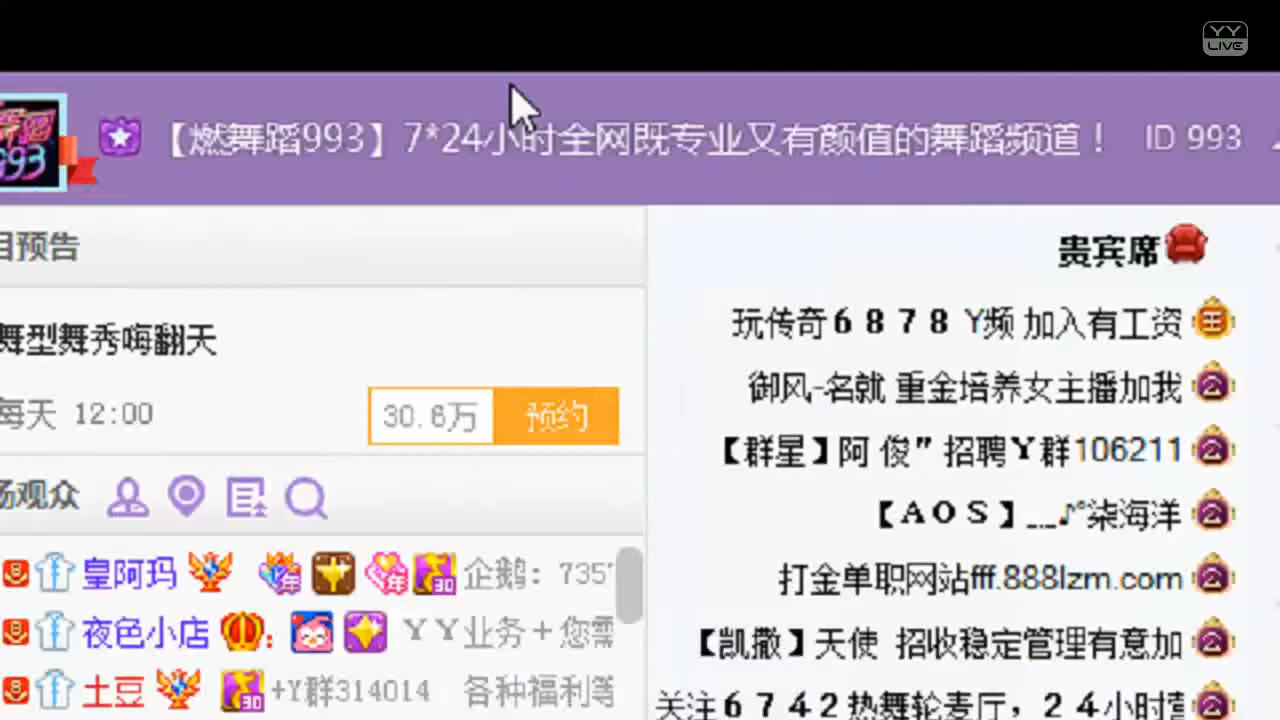 YY LIVE
993
【燃舞蹈993】7*24小时全网既专业又有颜值的舞蹈频道！ ID 993
目预告
舞型舞秀嗨翻天
每天 12:00
30.6万 预约
场观众
皇阿玛 年 年 30 企鹅：735
夜色小店 ： ＹＹ业务＋您需
土豆 30 +Y群314014 各种福利等
贵宾席
玩传奇６８７８ Y频 加入有工资 王
御风-名就 重金培养女主播加我
【群星】阿 俊” 招聘Ｙ群106211
【ＡＯＳ】__♪°柒海洋
打金单职网站fff.888lzm.com
【凯撒】天使 招收稳定管理有意加
关注６７４２热舞轮麦厅，２４小时营